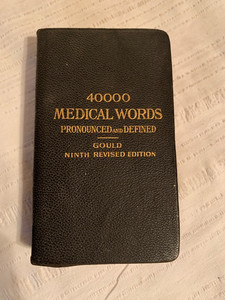 40000
MEDICAL WORDS
PRONOUNCED AND DEFINED
GOULD
NINTH REVISED EDITION